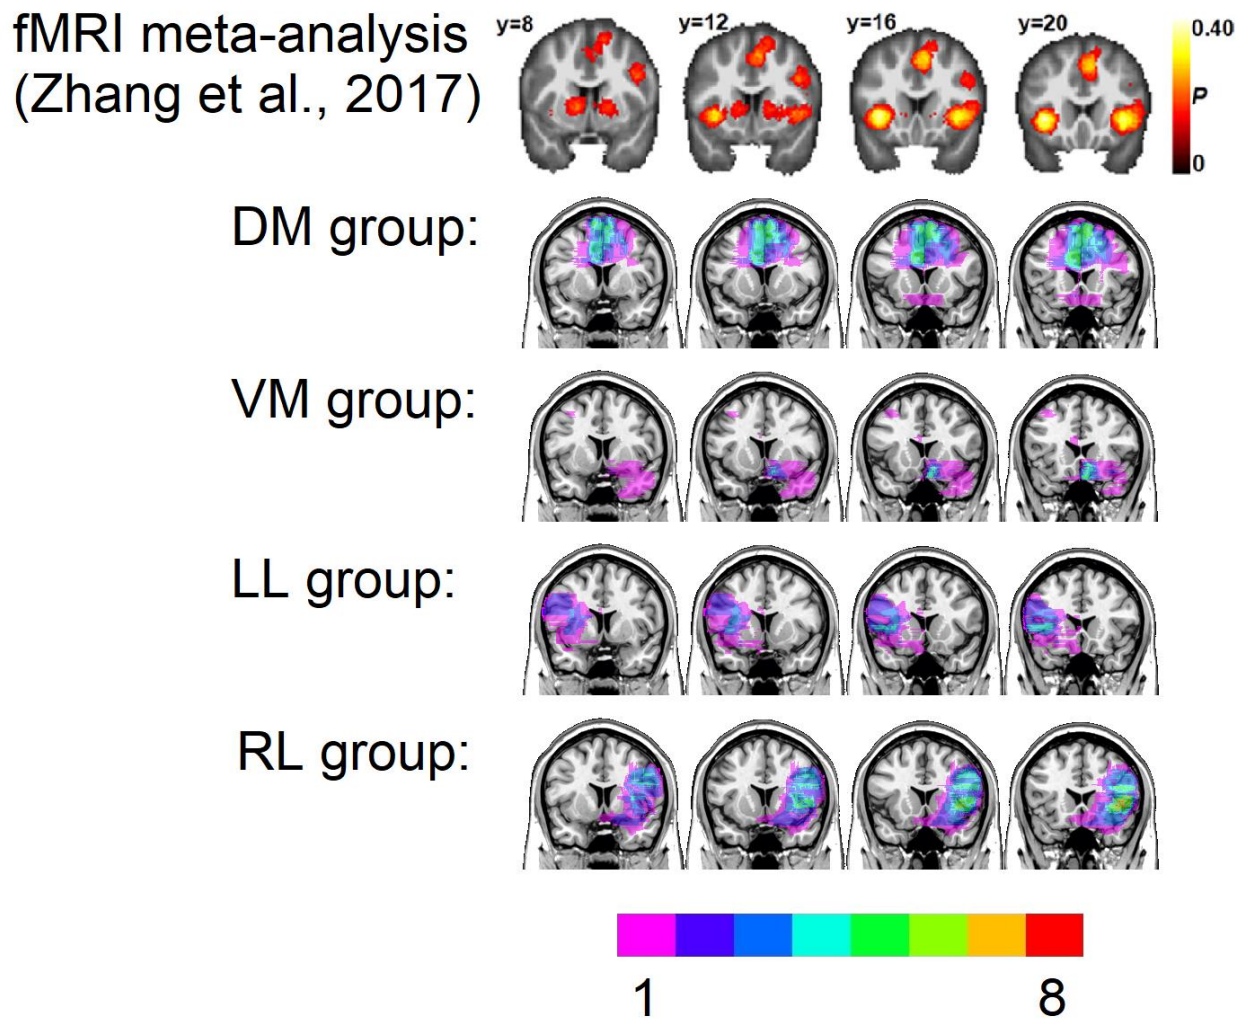 fMRI meta-analysis
(Zhang et al., 2017)
y=8
y=12
y=16
y=20
0.40
P
0
DM group:
VM group:
LL group:
RL group:
1
8